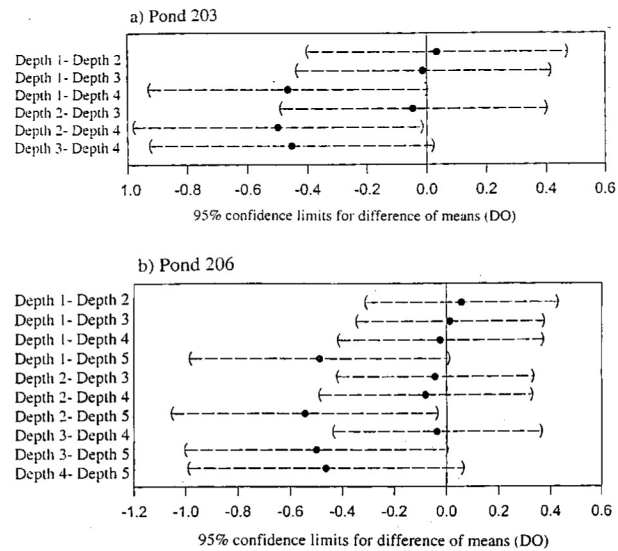 a) Pond 203
Depth 1- Depth 2
Depth 1- Depth 3
Depth 1- Depth 4
Depth 2- Depth 3
Depth 2- Depth 4
Depth 3- Depth 4
1.0 -0.8 -0.6 -0.4 -0.2 0.0 0.2 0.4 0.6
95% confidence limits for difference of means (DO)
b) Pond 206
Depth 1- Depth 2
Depth 1- Depth 3
Depth 1- Depth 4
Depth 1- Depth 5
Depth 2- Depth 3
Depth 2- Depth 4
Depth 2- Depth 5
Depth 3- Depth 4
Depth 3- Depth 5
Depth 4- Depth 5
-1.2 -1.0 -0.8 -0.6 -0.4 -0.2 0.0 0.2 0.4 0.6
95% confidence limits for difference of means (DO)